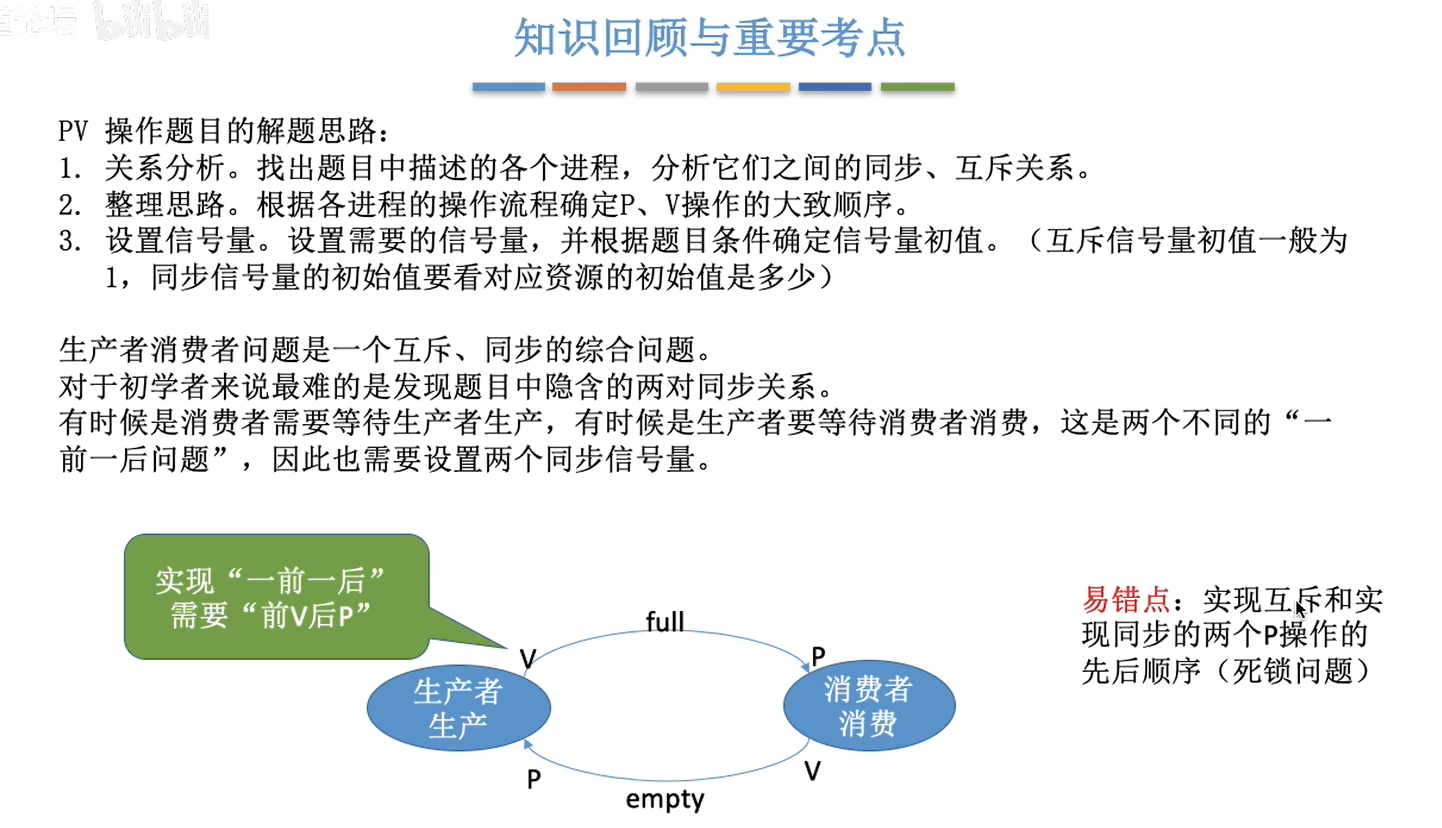 论坛 bilibili
知识回顾与重要考点
PV 操作题目的解题思路：
1. 关系分析。找出题目中描述的各个进程，分析它们之间的同步、互斥关系。
2. 整理思路。根据各进程的操作流程确定P、V操作的大致顺序。
3. 设置信号量。设置需要的信号量，并根据题目条件确定信号量初值。（互斥信号量初值一般为
1，同步信号量的初始值要看对应资源的初始值是多少）
生产者消费者问题是一个互斥、同步的综合问题。
对于初学者来说最难的是发现题目中隐含的两对同步关系。
有时候是消费者需要等待生产者生产，有时候是生产者要等待消费者消费，这是两个不同的“一
前一后问题”，因此也需要设置两个同步信号量。
实现“一前一后”
需要“前V后P”
full
V
P
生产者
生产
消费者
消费
P
V
empty
易错点：实现互斥和实
现同步的两个P操作的
先后顺序（死锁问题）